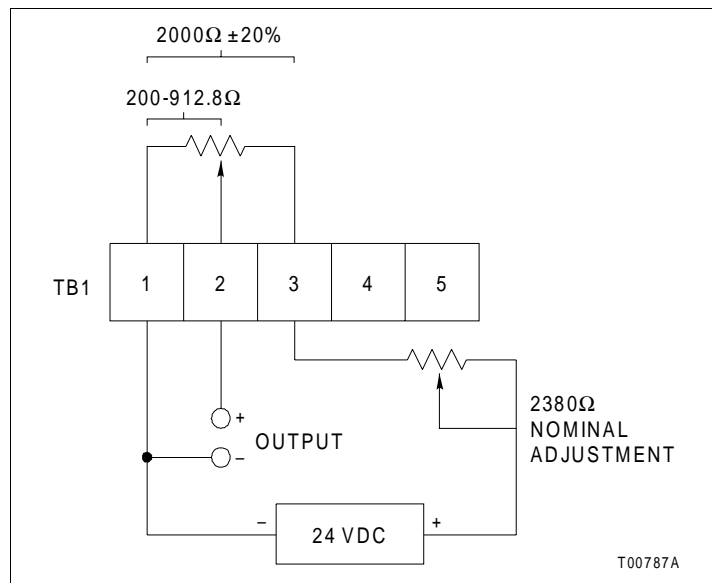 2000Ω ±20%
200-912.8Ω
TB1
1 2 3 4 5
+
OUTPUT
–
2380Ω
NOMINAL
ADJUSTMENT
– 24 VDC +
T00787A